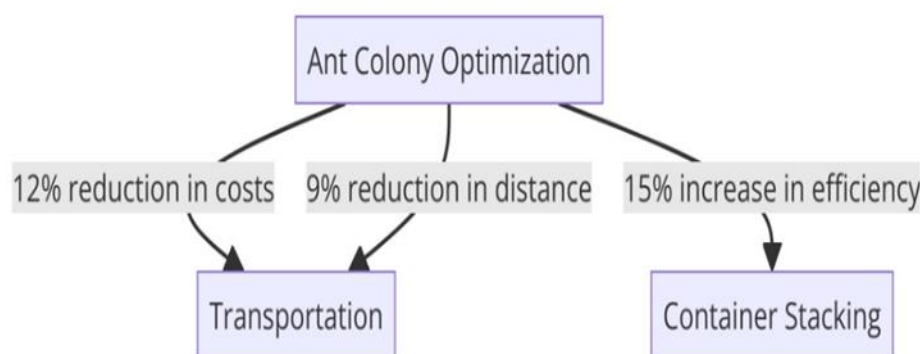 Ant Colony Optimization
12% reduction in costs
9% reduction in distance
15% increase in efficiency
Transportation
Container Stacking